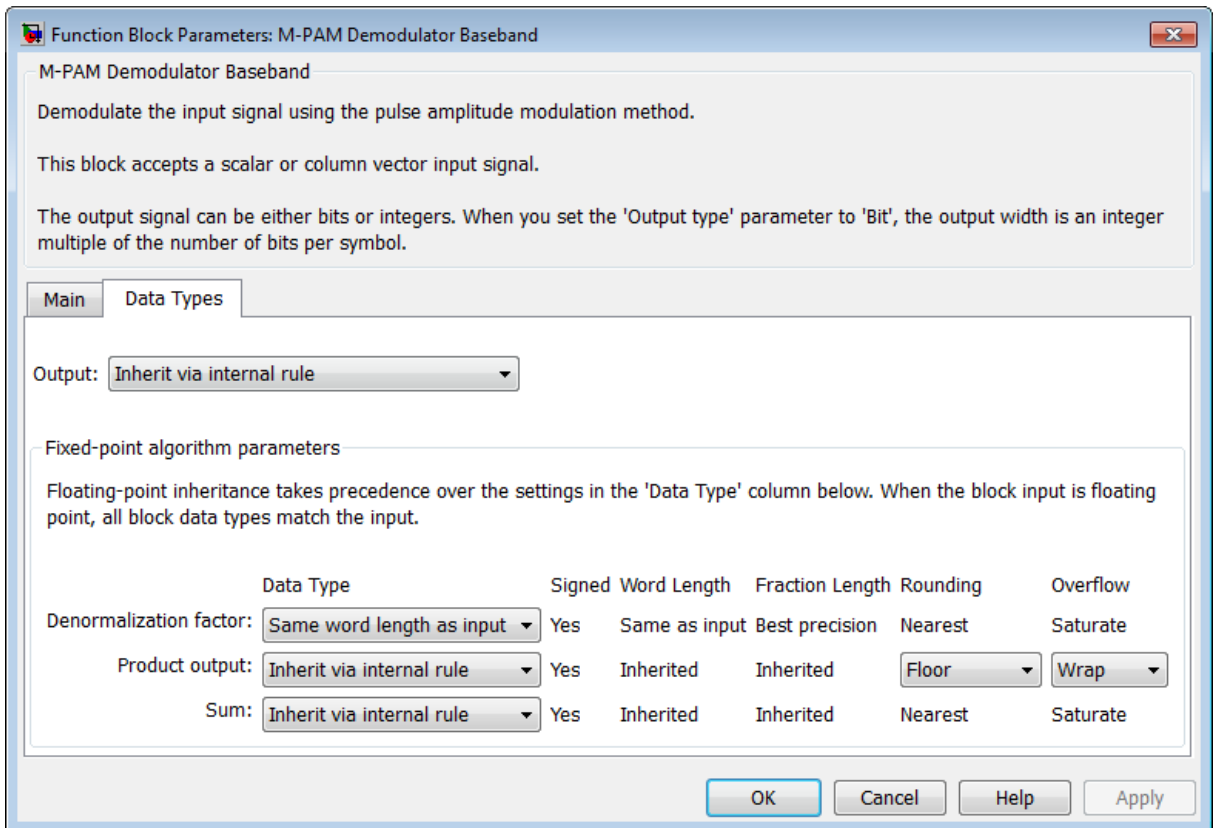 Function Block Parameters: M-PAM Demodulator Baseband
M-PAM Demodulator Baseband
Demodulate the input signal using the pulse amplitude modulation method.
This block accepts a scalar or column vector input signal.
The output signal can be either bits or integers. When you set the 'Output type' parameter to 'Bit', the output width is an integer
multiple of the number of bits per symbol.
Main Data Types
Output: Inherit via internal rule
Fixed-point algorithm parameters
Floating-point inheritance takes precedence over the settings in the 'Data Type' column below. When the block input is floating
point, all block data types match the input.
Data Type Signed Word Length Fraction Length Rounding Overflow
Denormalization factor: Same word length as input Yes Same as input Best precision Nearest Saturate
Product output: Inherit via internal rule Yes Inherited Inherited Floor Wrap
Sum: Inherit via internal rule Yes Inherited Inherited Nearest Saturate
OK Cancel Help Apply